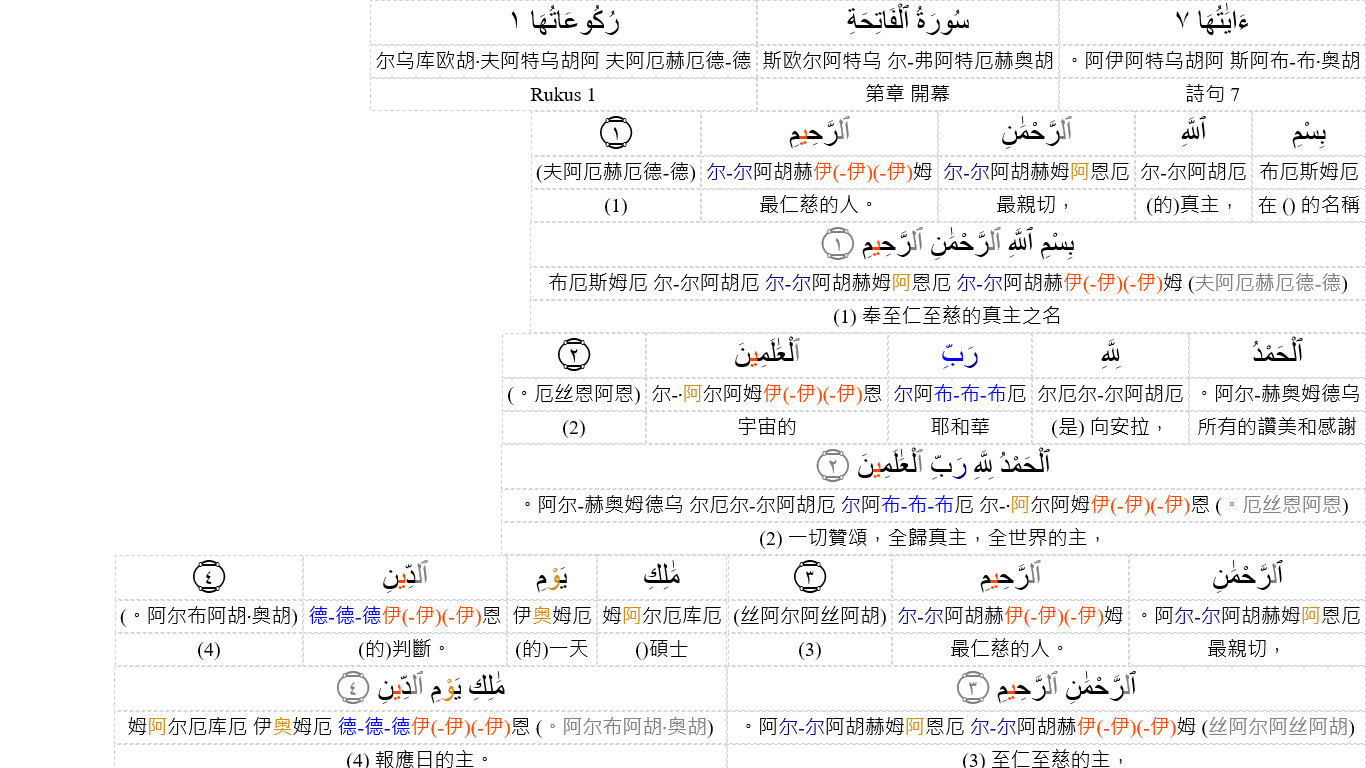 ءَايَٰتُهَا ٧ سُورَةُ ٱلْفَاتِحَةِ رُكُوعَاتُهَا ١
。阿伊阿特乌胡阿 斯阿布-布·奥胡 斯欧尔阿特乌 尔-弗阿特厄赫奥胡 尔乌库欧胡·夫阿特乌胡阿 夫阿厄赫厄德-德
詩句 7 第章 開幕 Rukus 1
بِسْمِ ٱللَّهِ ٱلرَّحْمَٰنِ ٱلرَّحِيمِ ١
布厄斯姆厄 尔-尔阿胡厄 尔-尔阿胡赫姆阿恩厄 尔-尔阿胡赫伊(-伊)(-伊)姆 (夫阿厄赫厄德-德)
在 () 的名稱 (的)真主， 最親切， 最仁慈的人。 (1)
بِسْمِ ٱللَّهِ ٱلرَّحْمَٰنِ ٱلرَّحِيمِ ١
布厄斯姆厄 尔-尔阿胡厄 尔-尔阿胡赫姆阿恩厄 尔-尔阿胡赫伊(-伊)(-伊)姆 (夫阿厄赫厄德-德)
(1) 奉至仁至慈的真主之名
ٱلْحَمْدُ لِلَّهِ رَبِّ ٱلْعَٰلَمِينَ ٢
。阿尔-赫奥姆德乌 尔厄尔-尔阿胡厄 尔阿布-布-布厄 尔-·阿尔阿姆伊(-伊)(-伊)恩 (。厄丝恩阿恩)
所有的讚美和感謝 (是) 向安拉， 耶和華 宇宙的 (2)
ٱلْحَمْدُ لِلَّهِ رَبِّ ٱلْعَٰلَمِينَ ٢
。阿尔-赫奥姆德乌 尔厄尔-尔阿胡厄 尔阿布-布-布厄 尔-·阿尔阿姆伊(-伊)(-伊)恩 (。厄丝恩阿恩)
(2) 一切贊頌，全歸真主，全世界的主，
ٱلرَّحْمَٰنِ ٱلرَّحِيمِ ٣ مَٰلِكِ يَوْمِ ٱلدِّينِ ٤
。阿尔-尔阿胡赫姆阿恩厄 尔-尔阿胡赫伊(-伊)(-伊)姆 (丝阿尔阿丝阿胡) 姆阿尔厄库厄 伊奥姆厄 德-德-德伊(-伊)(-伊)恩 (。阿尔布阿胡·奥胡)
最親切， 最仁慈的人。 (3) ()碩士 (的)一天 (的)判斷。 (4)
ٱلرَّحْمَٰنِ ٱلرَّحِيمِ ٣ مَٰلِكِ يَوْمِ ٱلدِّينِ ٤
。阿尔-尔阿胡赫姆阿恩厄 尔-尔阿胡赫伊(-伊)(-伊)姆 (丝阿尔阿丝阿胡) 姆阿尔厄库厄 伊奥姆厄 德-德-德伊(-伊)(-伊)恩 (。阿尔布阿胡·奥胡)
(3) 至仁至慈的主， (4) 報應日的主。